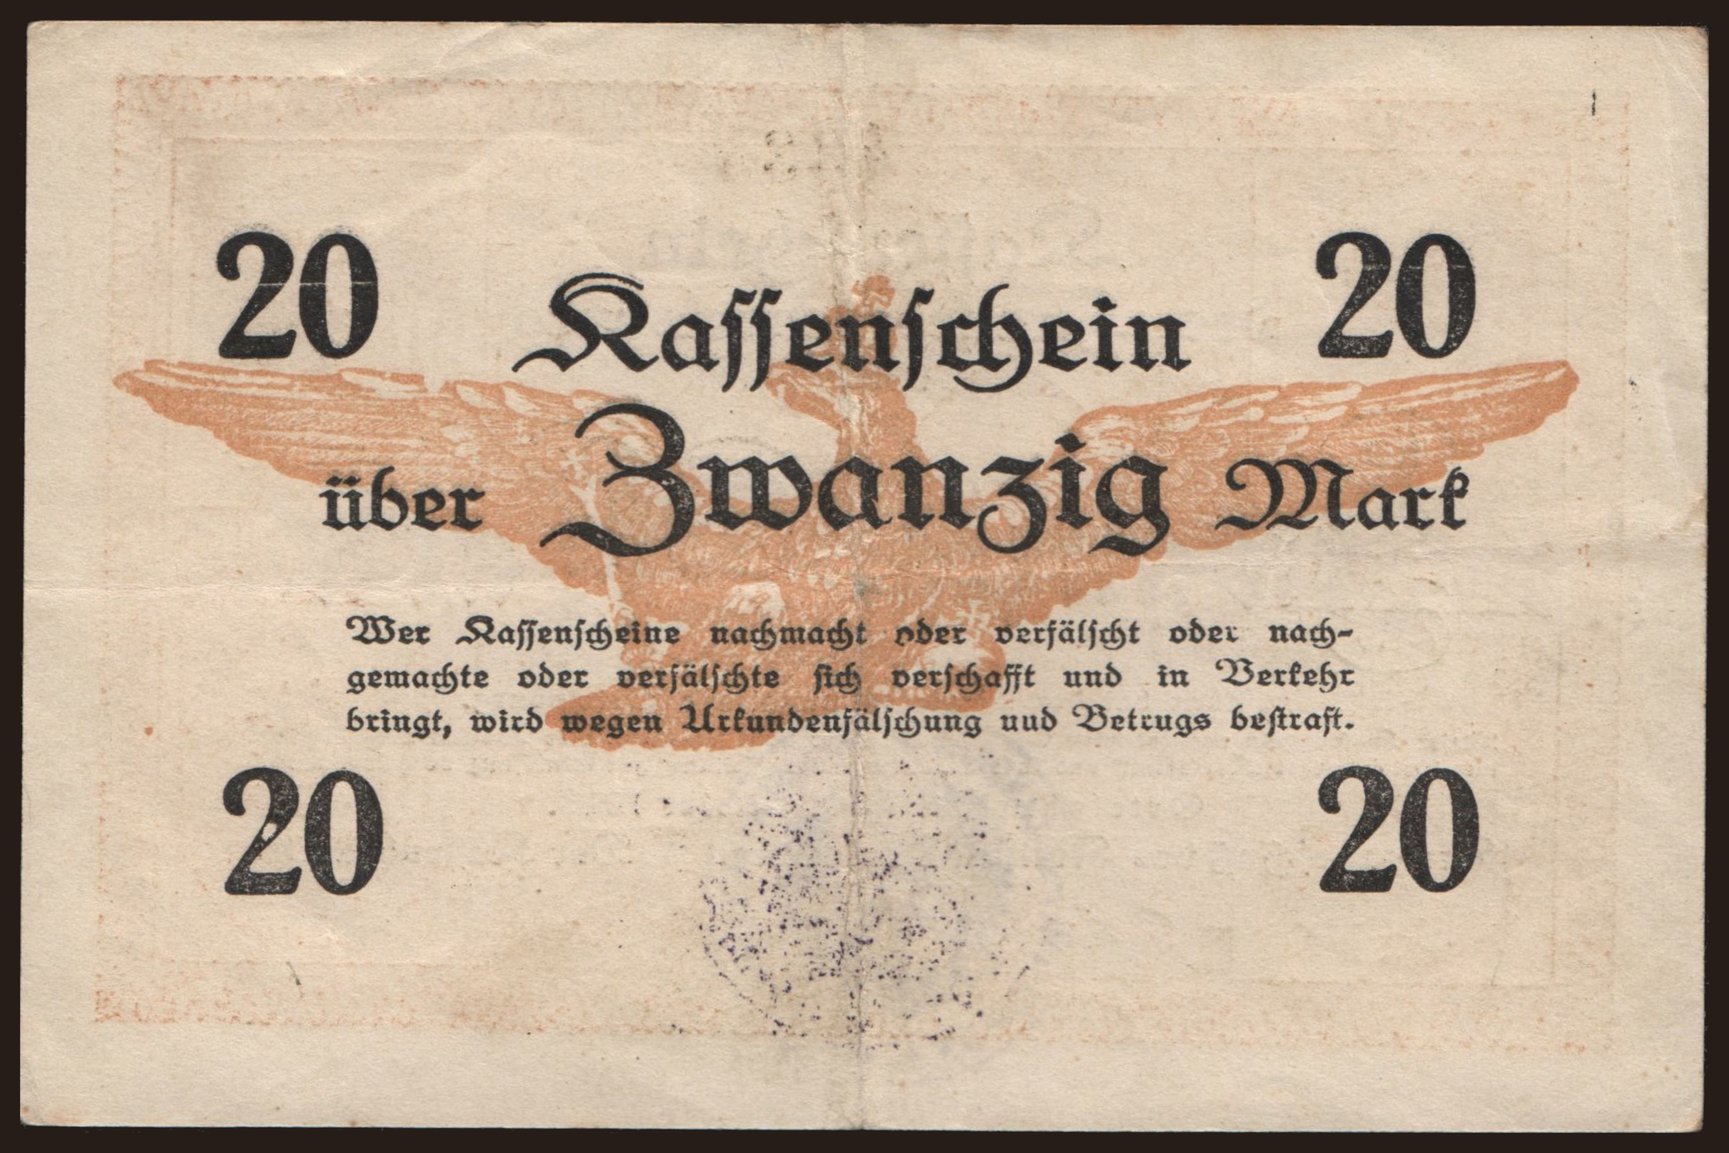 20 20
Kassenschein
über Zwanzig Mark
Wer Kassenscheine nachmacht oder verfälscht oder nach-
gemachte oder verfälschte sich verschafft und in Verkehr
bringt, wird wegen Urkundenfälschung uud Betrugs bestraft.
20 20